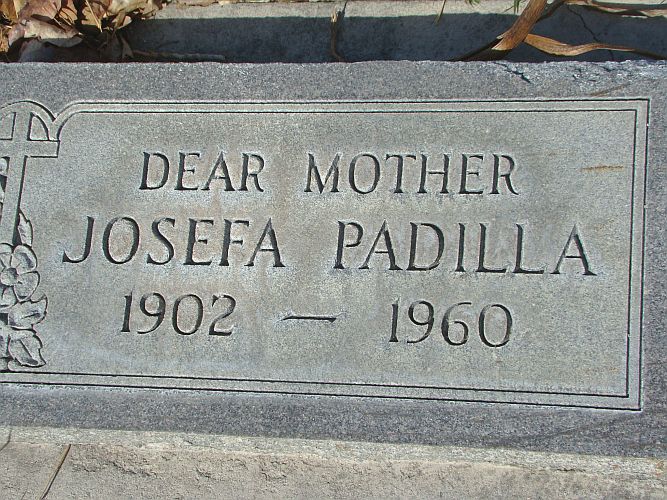 DEAR MOTHER
JOSEFA PADILLA
1902 — 1960